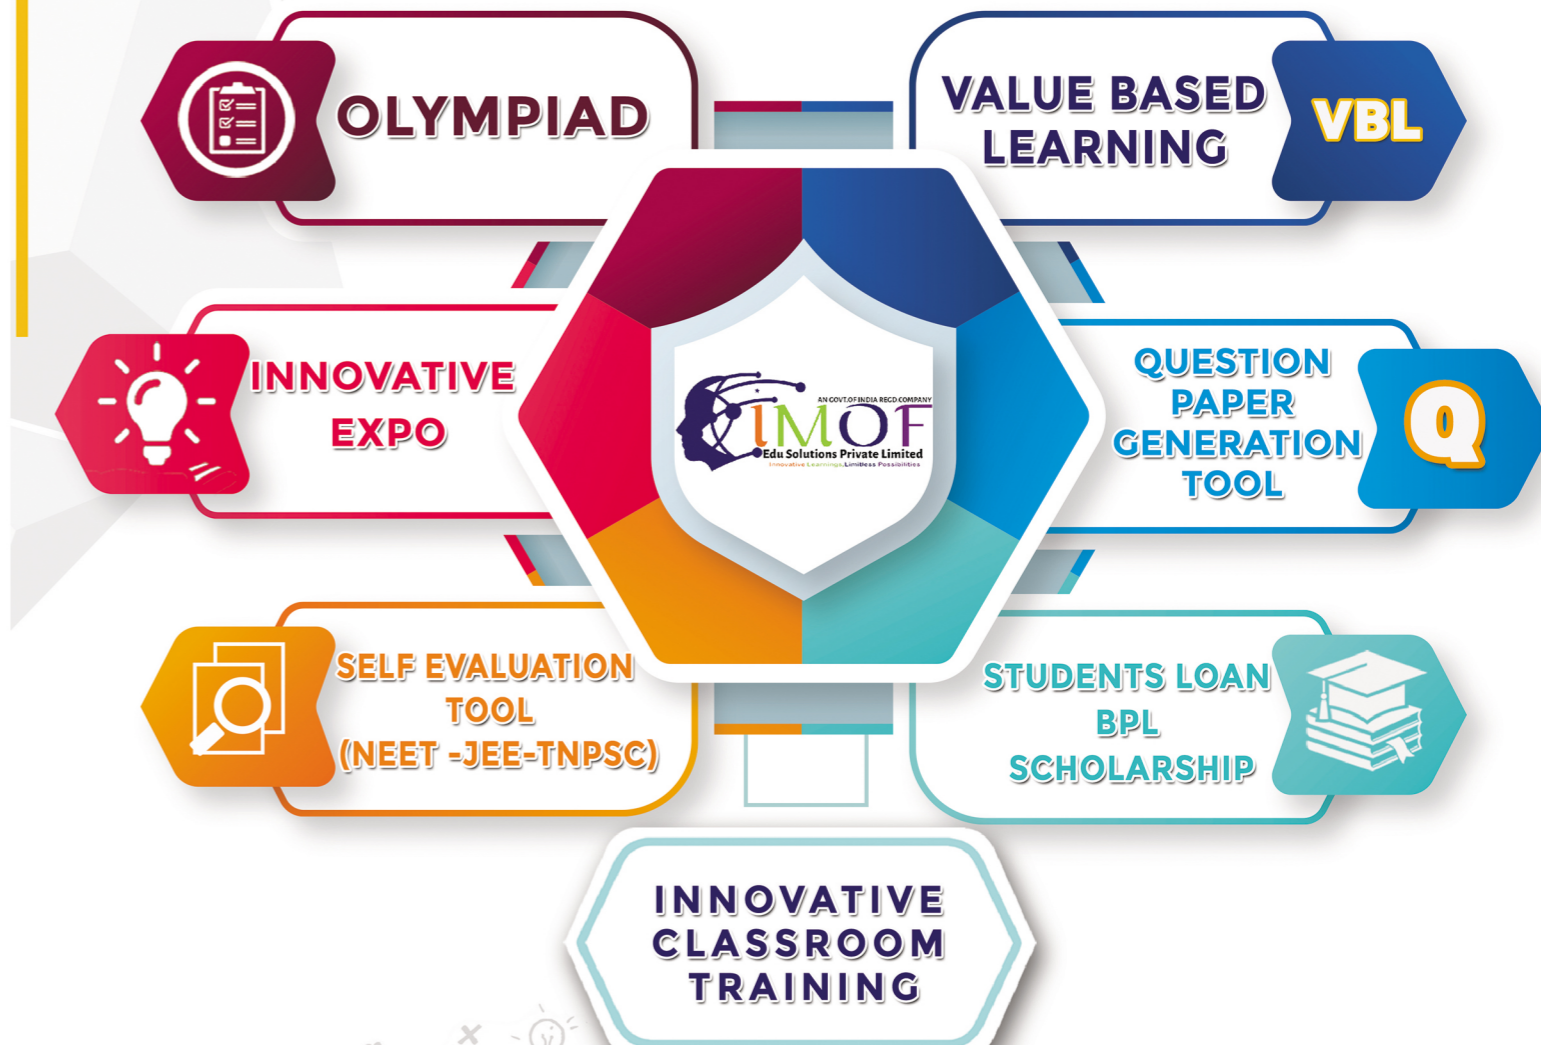 OLYMPIAD
VALUE BASED
LEARNING
VBL
INNOVATIVE
EXPO
AN GOVT.OF INDIA REGD.COMPANY
IMOF
Edu Solutions Private Limited
Innovative Learnings,Limitless Possibilities
QUESTION
PAPER
GENERATION
TOOL
Q
SELF EVALUATION
TOOL
(NEET -JEE-TNPSC)
STUDENTS LOAN
BPL
SCHOLARSHIP
INNOVATIVE
CLASSROOM
TRAINING